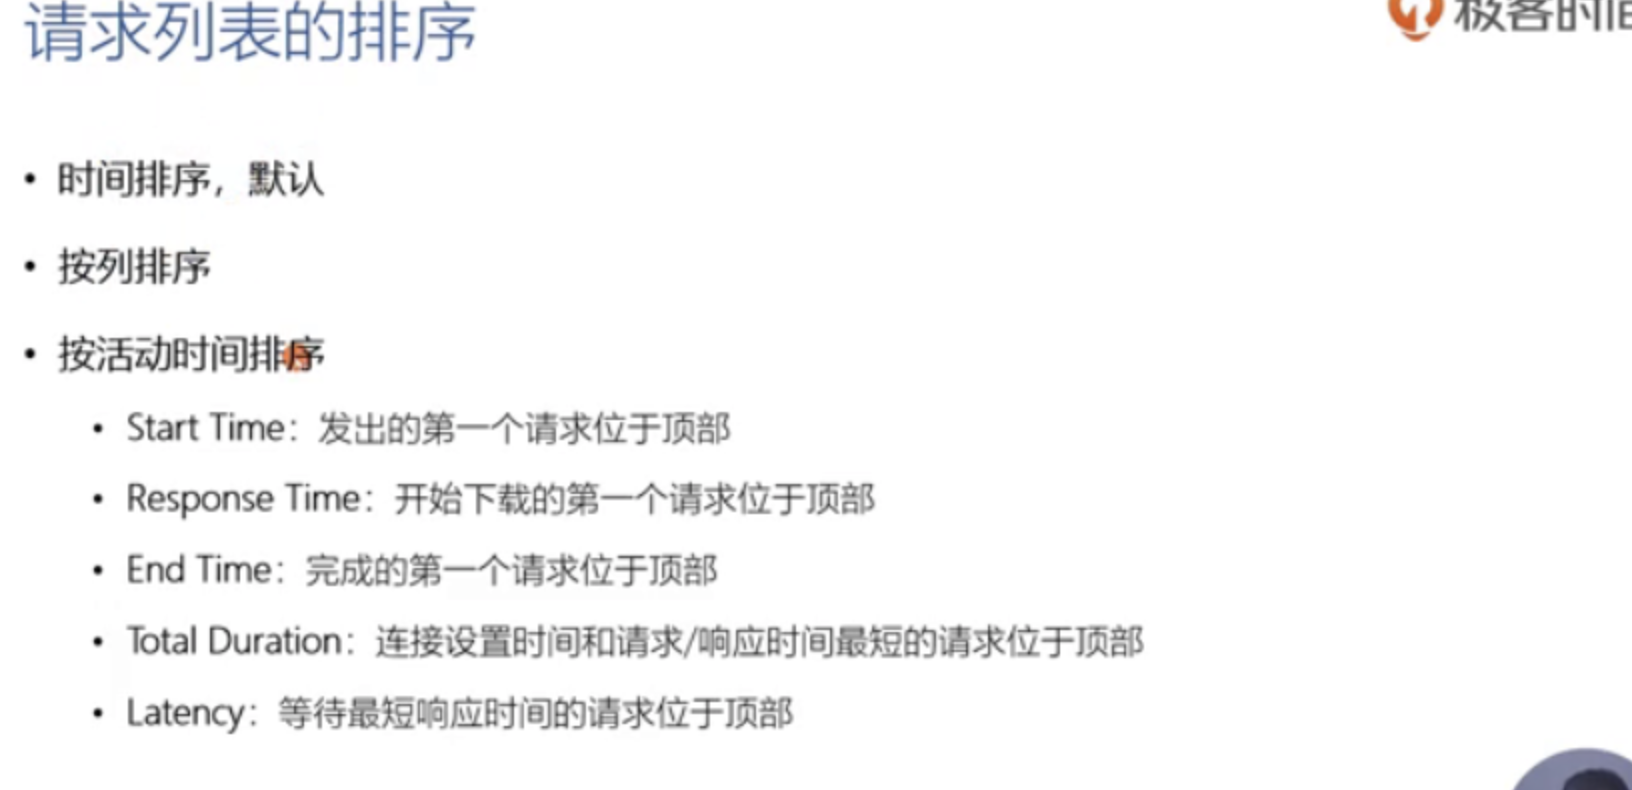 请求列表的排序
极客时间
• 时间排序，默认
• 按列排序
• 按活动时间排序
• Start Time：发出的第一个请求位于顶部
• Response Time：开始下载的第一个请求位于顶部
• End Time：完成的第一个请求位于顶部
• Total Duration：连接设置时间和请求/响应时间最短的请求位于顶部
• Latency：等待最短响应时间的请求位于顶部